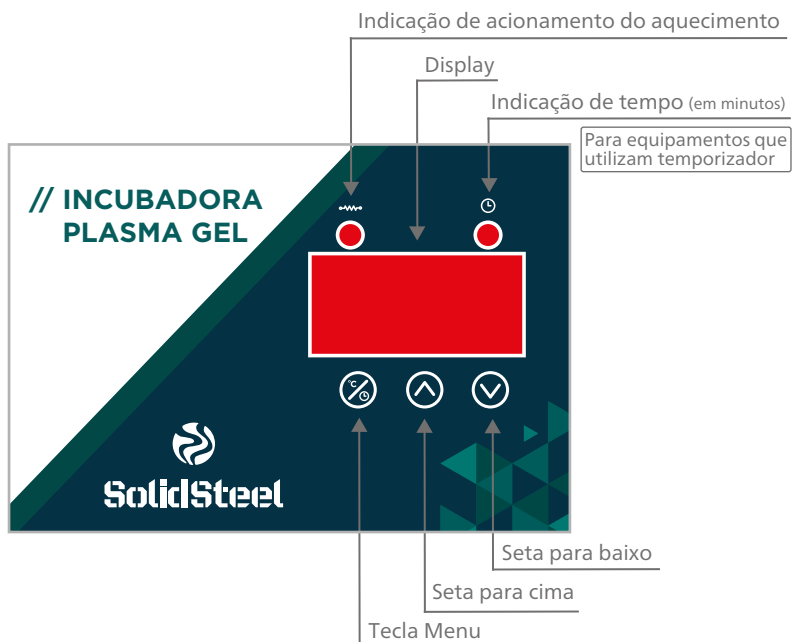 Indicação de acionamento do aquecimento
Display
Indicação de tempo (em minutos)
Para equipamentos que
utilizam temporizador
// INCUBADORA
PLASMA GEL
°C
SolidSteel
Seta para baixo
Seta para cima
Tecla Menu